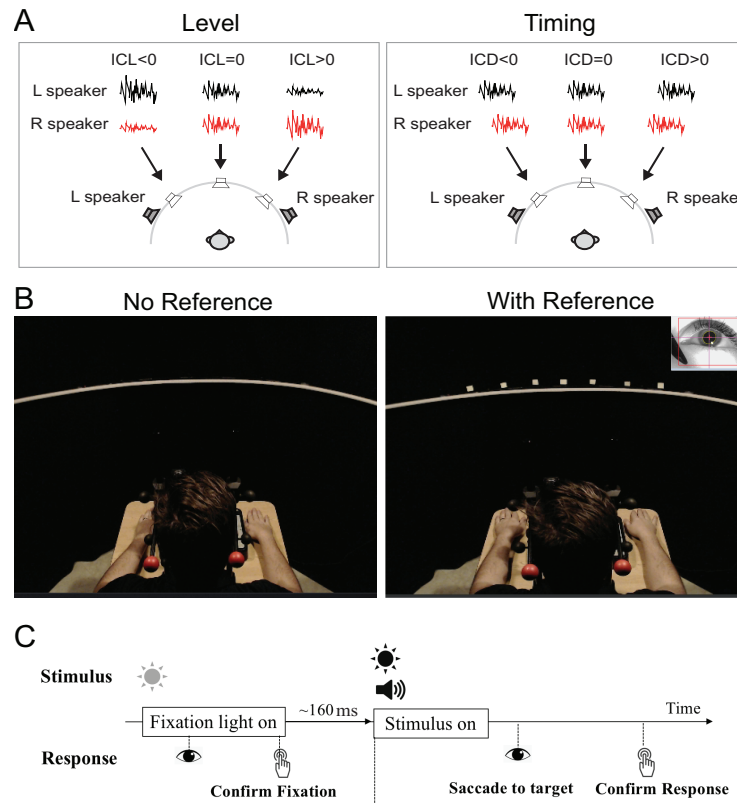 A
Level
Timing
ICL<0 ICL=0 ICL>0
ICD<0 ICD=0 ICD>0
L speaker
L speaker
R speaker
R speaker
L speaker
R speaker
L speaker
R speake
B
No Reference
With Reference
C
Stimulus
~160 ms
Time
Fixation light on
Stimulus on
Response
Confirm Fixation
Saccade to target
Confirm Response